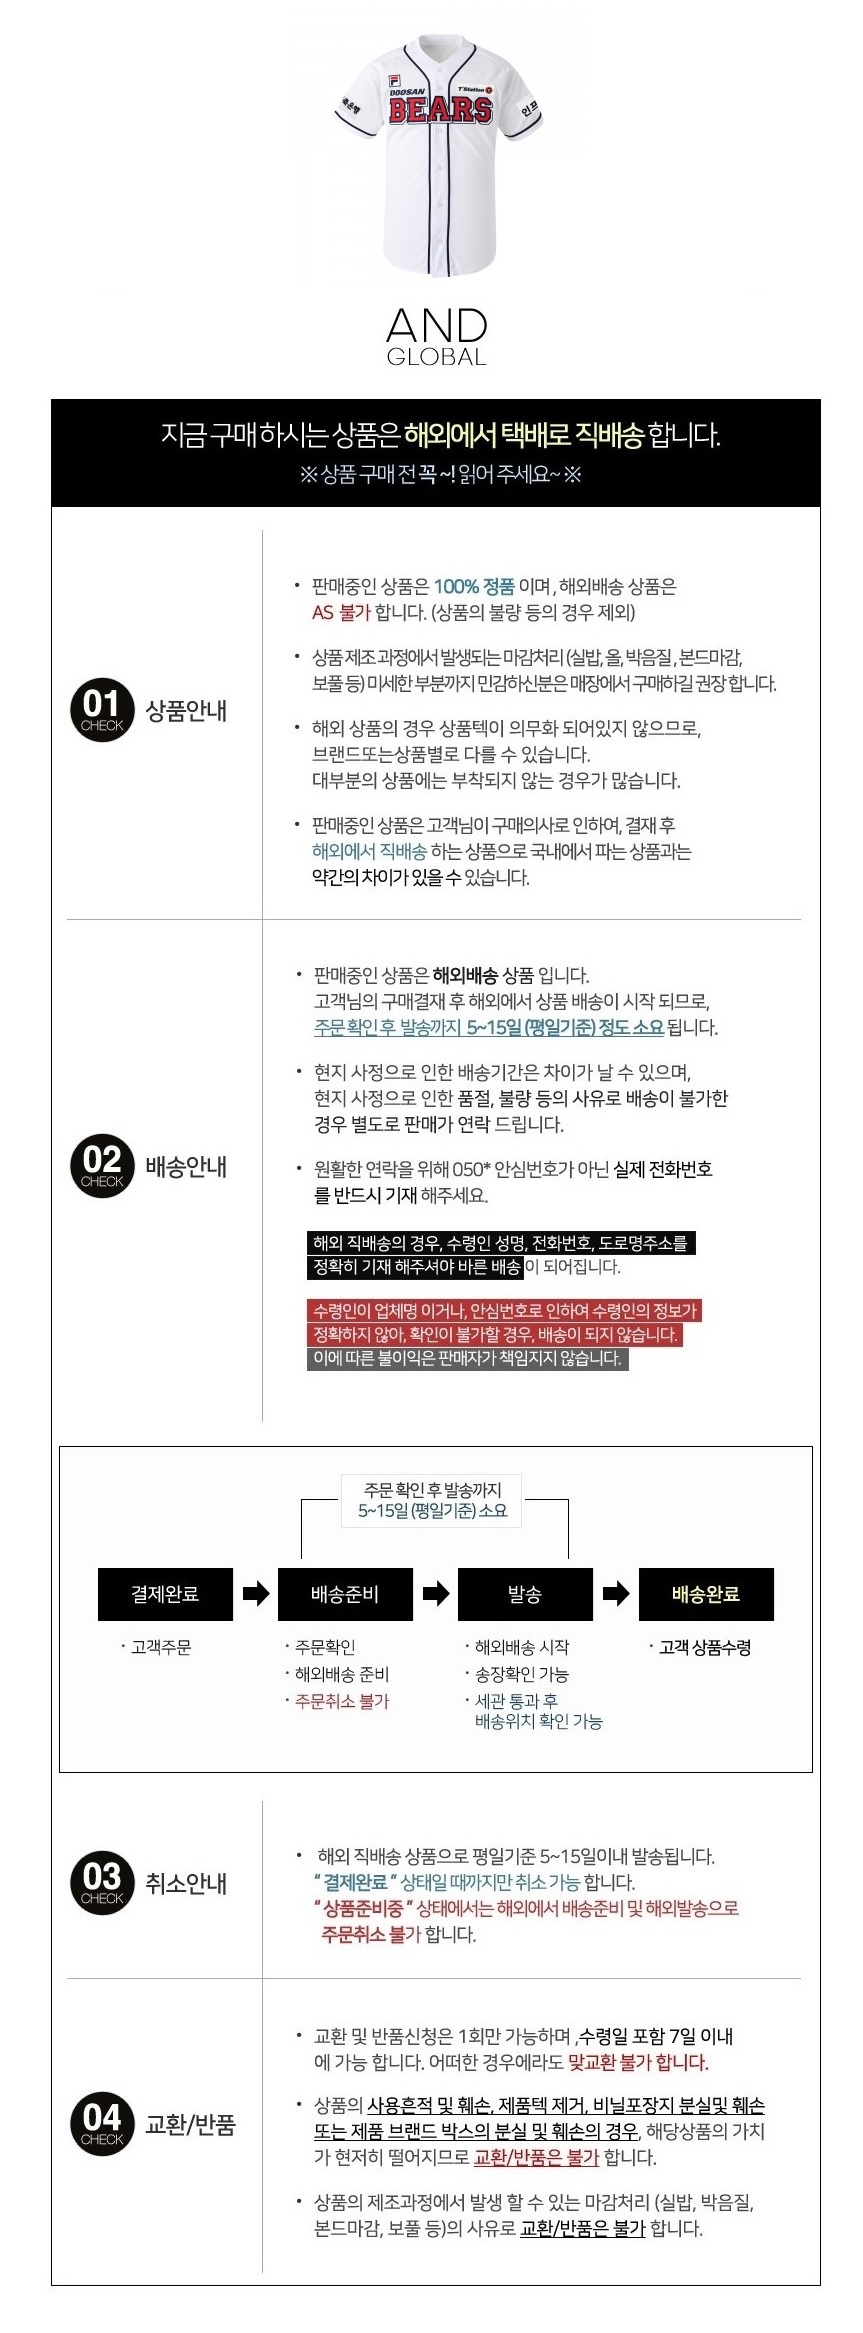 DOOSAN
T'Station
BEARS
인프
AND
GLOBAL
지금 구매 하시는 상품은 해외에서 택배로 직배송 합니다.
※ 상품 구매 전 꼭 ~! 읽어 주세요~ ※
01
CHECK
상품안내
• 판매중인 상품은 100% 정품 이며 , 해외배송 상품은
AS 불가 합니다. (상품의 불량 등의 경우 제외)
• 상품 제조 과정에서 발생되는 마감처리 (실밥, 올, 박음질 , 본드마감,
보풀 등) 미세한 부분까지 민감하신분은 매장에서 구매하길 권장 합니다.
• 해외 상품의 경우 상품텍이 의무화 되어있지 않으므로,
브랜드또는상품별로 다를 수 있습니다.
대부분의 상품에는 부착되지 않는 경우가 많습니다.
• 판매중인 상품은 고객님이 구매의사로 인하여, 결재 후
해외에서 직배송 하는 상품으로 국내에서 파는 상품과는
약간의 차이가 있을 수 있습니다.
02
CHECK
배송안내
• 판매중인 상품은 해외배송 상품 입니다.
고객님의 구매결재 후 해외에서 상품 배송이 시작 되므로,
주문 확인 후 발송까지 5~15일 (평일기준) 정도 소요 됩니다.
• 현지 사정으로 인한 배송기간은 차이가 날 수 있으며,
현지 사정으로 인한 품절, 불량 등의 사유로 배송이 불가한
경우 별도로 판매가 연락 드립니다.
• 원활한 연락을 위해 050* 안심번호가 아닌 실제 전화번호
를 반드시 기재 해주세요.
해외 직배송의 경우, 수령인 성명, 전화번호, 도로명주소를
정확히 기재 해주셔야 바른 배송이 되어집니다.
수령인이 업체명 이거나, 안심번호로 인하여 수령인의 정보가
정확하지 않아, 확인이 불가할 경우, 배송이 되지 않습니다.
이에 따른 불이익은 판매자가 책임지지 않습니다.
주문 확인 후 발송까지
5~15일 (평일기준) 소요
결제완료 배송준비 발송 배송완료
· 고객주문
· 주문확인
· 해외배송 준비
· 주문취소 불가
· 해외배송 시작
· 송장확인 가능
· 세관 통과 후
배송위치 확인 가능
· 고객 상품수령
03
CHECK
취소안내
• 해외 직배송 상품으로 평일기준 5~15일이내 발송됩니다.
“ 결제완료 ” 상태일 때까지만 취소 가능 합니다.
“ 상품준비중 ” 상태에서는 해외에서 배송준비 및 해외발송으로
주문취소 불가 합니다.
04
CHECK
교환/반품
• 교환 및 반품신청은 1회만 가능하며 ,수령일 포함 7일 이내
에 가능 합니다. 어떠한 경우에라도 맞교환 불가 합니다.
• 상품의 사용흔적 및 훼손, 제품텍 제거, 비닐포장지 분실및 훼손
또는 제품 브랜드 박스의 분실 및 훼손의 경우, 해당상품의 가치
가 현저히 떨어지므로 교환/반품은 불가 합니다.
• 상품의 제조과정에서 발생 할 수 있는 마감처리 (실밥, 박음질,
본드마감, 보풀 등)의 사유로 교환/반품은 불가 합니다.